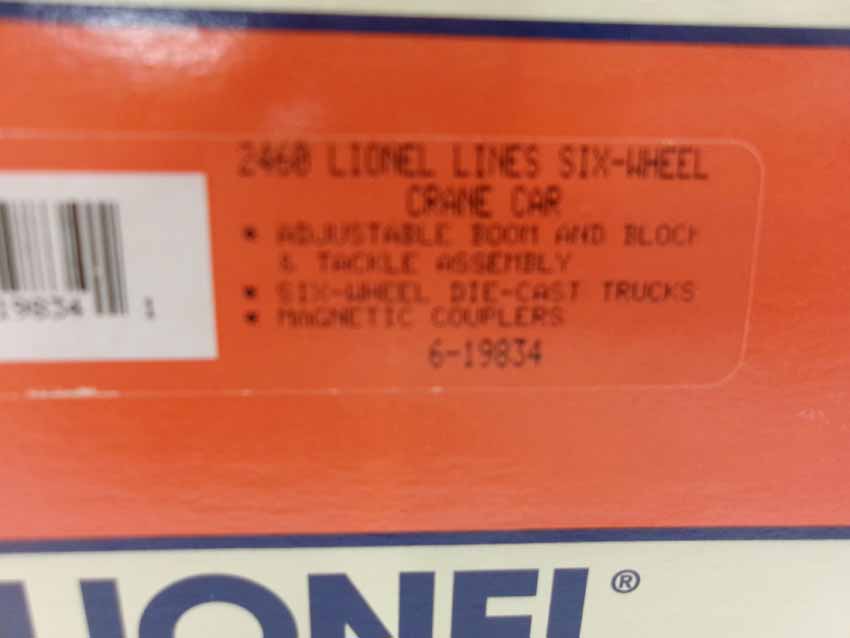 2460 LIONEL LINES SIX-WHEEL
CRANE CAR
* ADJUSTABLE BOOM AND BLOCK
& TACKLE ASSEMBLY
* SIX-WHEEL DIE-CAST TRUCKS
* MAGNETIC COUPLERS
6-19834
19834 1
LIONEL®